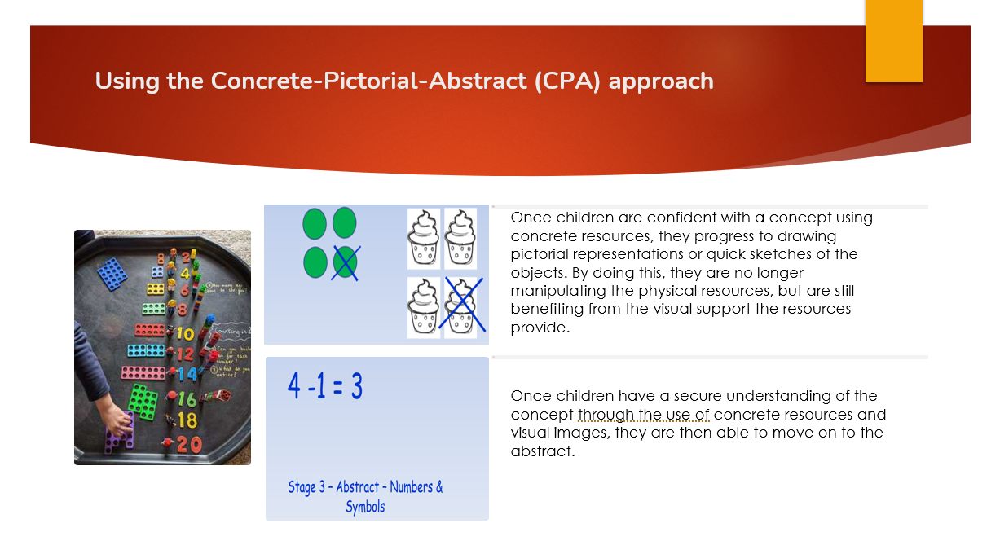 Using the Concrete-Pictorial-Abstract (CPA) approach
2
4
6
8
10
12
14
16
18
20
Counting in 2
Once children are confident with a concept using
concrete resources, they progress to drawing
pictorial representations or quick sketches of the
objects. By doing this, they are no longer
manipulating the physical resources, but are still
benefiting from the visual support the resources
provide.
4 -1 = 3
Stage 3 – Abstract – Numbers &
Symbols
Once children have a secure understanding of the
concept through the use of concrete resources and
visual images, they are then able to move on to the
abstract.